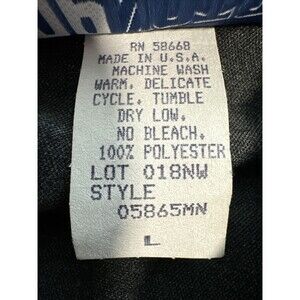 RN 58668
MADE IN U.S.A.
MACHINE WASH
WARM, DELICATE
CYCLE. TUMBLE
DRY LOW.
NO BLEACH.
100% POLYESTER
LOT 018NW
STYLE
05865MN
L